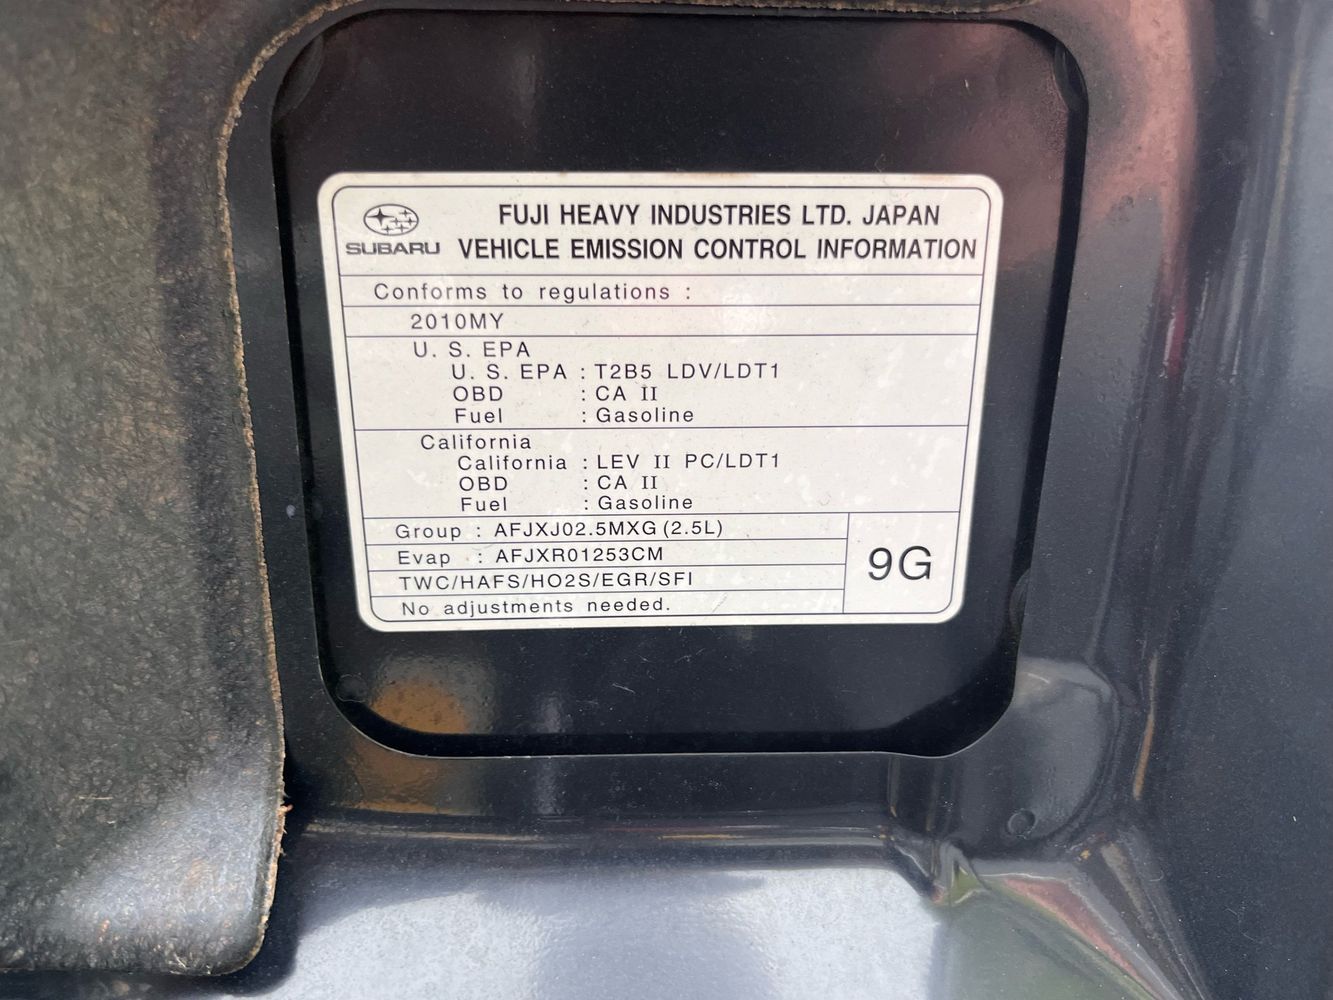 FUJI HEAVY INDUSTRIES LTD. JAPAN
SUBARU VEHICLE EMISSION CONTROL INFORMATION
Conforms to regulations :
2010MY
U. S. EPA
U. S. EPA : T2B5 LDV/LDT1
OBD : CA II
Fuel : Gasoline
California
California : LEV II PC/LDT1
OBD : CA II
Fuel : Gasoline
Group : AFJXJ02.5MXG (2.5L)
Evap : AFJXR01253CM
9G
TWC/HAFS/HO2S/EGR/SFI
No adjustments needed.